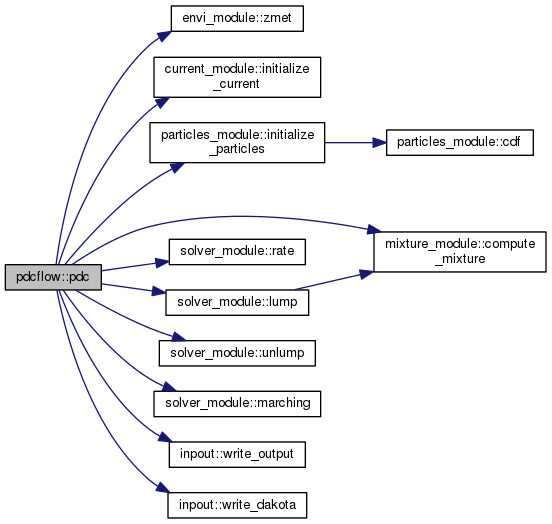 envi_module::zmet
current_module::initialize
_current
particles_module::initialize
_particles
particles_module::cdf
mixture_module::compute
_mixture
solver_module::rate
pdcflow::pdc
solver_module::lump
solver_module::unlump
solver_module::marching
inpout::write_output
inpout::write_dakota